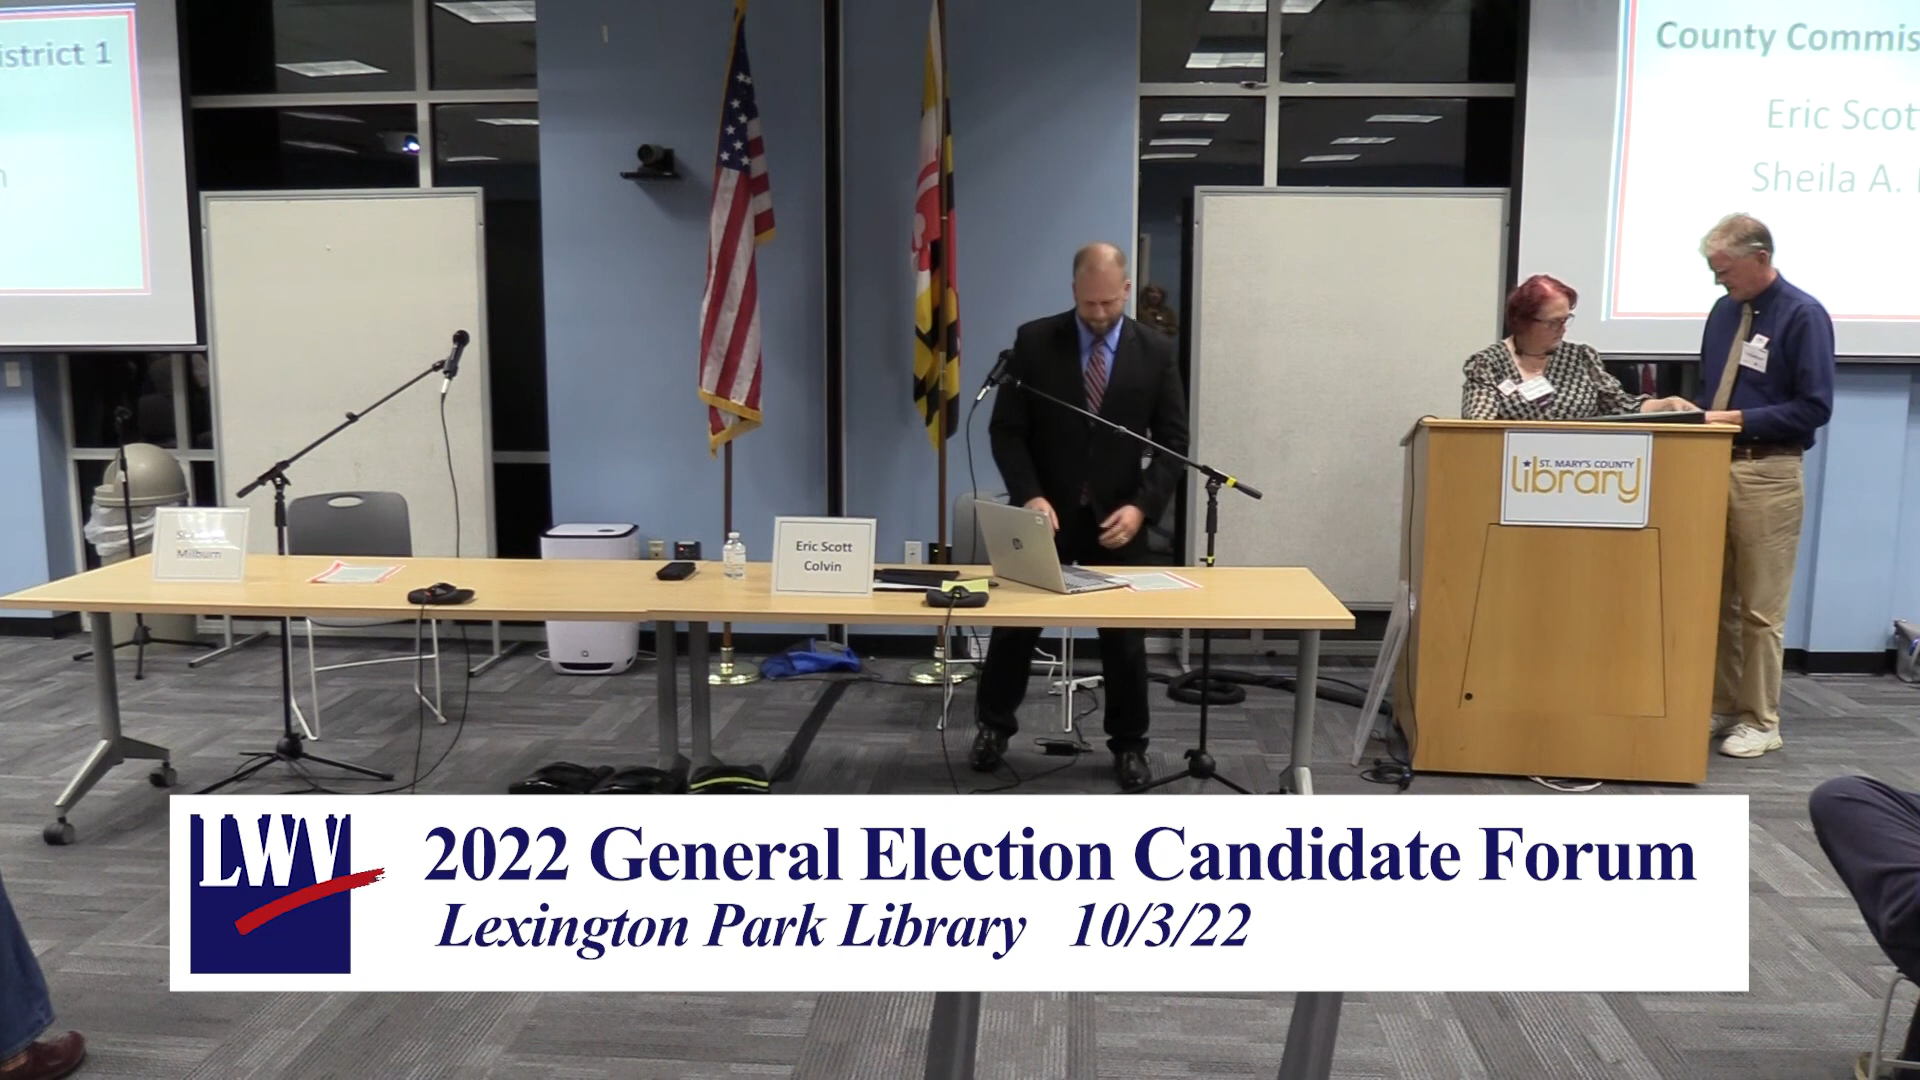 istrict 1
County Commis
Eric Scot
Sheila A.
ST. MARY'S COUNTY
library
Milburn
Eric Scott
Colvin
LWV
2022 General Election Candidate Forum
Lexington Park Library 10/3/22